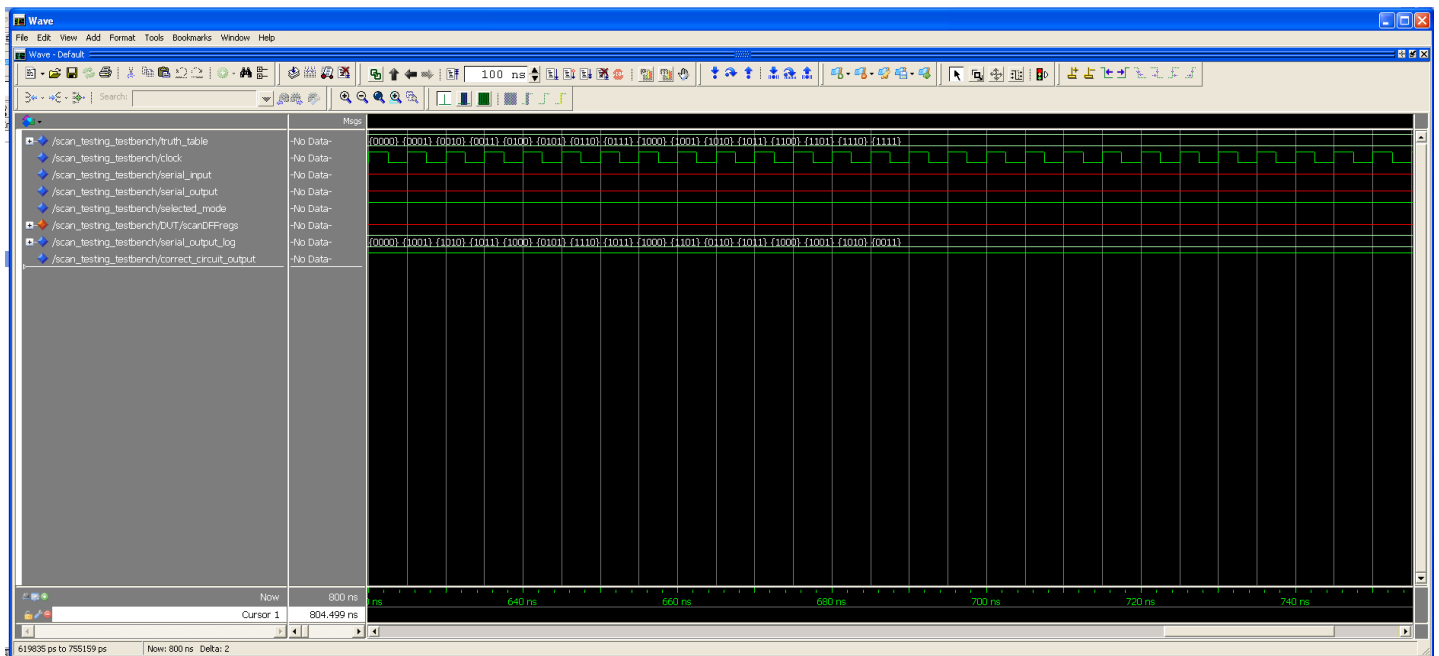 Wave
File Edit View Add Format Tools Bookmarks Window Help
Wave - Default
100 ns
Search:
Msgs
/scan_testing_testbench/truth_table -No Data- {0000} {0001} {0010} {0011} {0100} {0101} {0110} {0111} {1000} {1001} {1010} {1011} {1100} {1101} {1110} {1111}
/scan_testing_testbench/clock -No Data-
/scan_testing_testbench/serial_input -No Data-
/scan_testing_testbench/serial_output -No Data-
/scan_testing_testbench/selected_mode -No Data-
/scan_testing_testbench/DUT/scanDFFregs -No Data-
/scan_testing_testbench/serial_output_log -No Data- {0000} {1001} {1010} {1011} {1000} {0101} {1110} {1011} {1000} {1101} {0110} {1011} {1000} {1001} {1010} {0011}
/scan_testing_testbench/correct_circuit_output -No Data-
Now 800 ns ns 640 ns 660 ns 680 ns 700 ns 720 ns 740 ns
Cursor 1 804.499 ns
619835 ps to 755159 ps Now: 800 ns Delta: 2